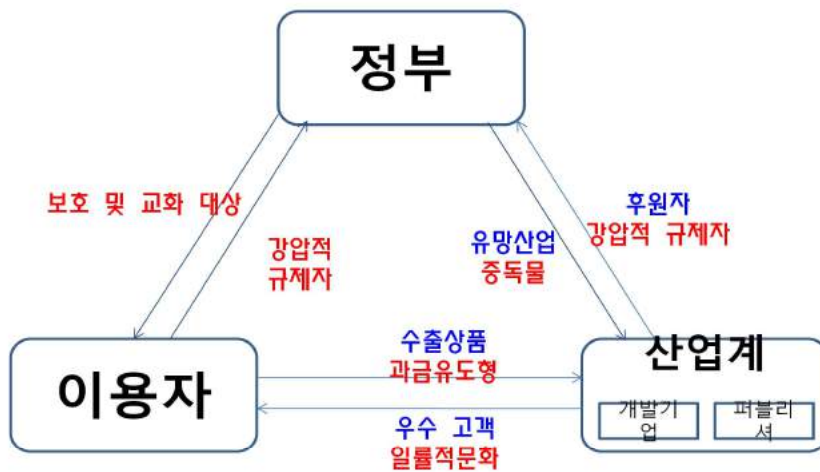 정부
보호 및 교화 대상
강압적
규제자
유망산업
중독물
후원자
강압적 규제자
이용자
수출상품
과금유도형
우수 고객
일률적문화
산업계
개발기
업
퍼블리
셔